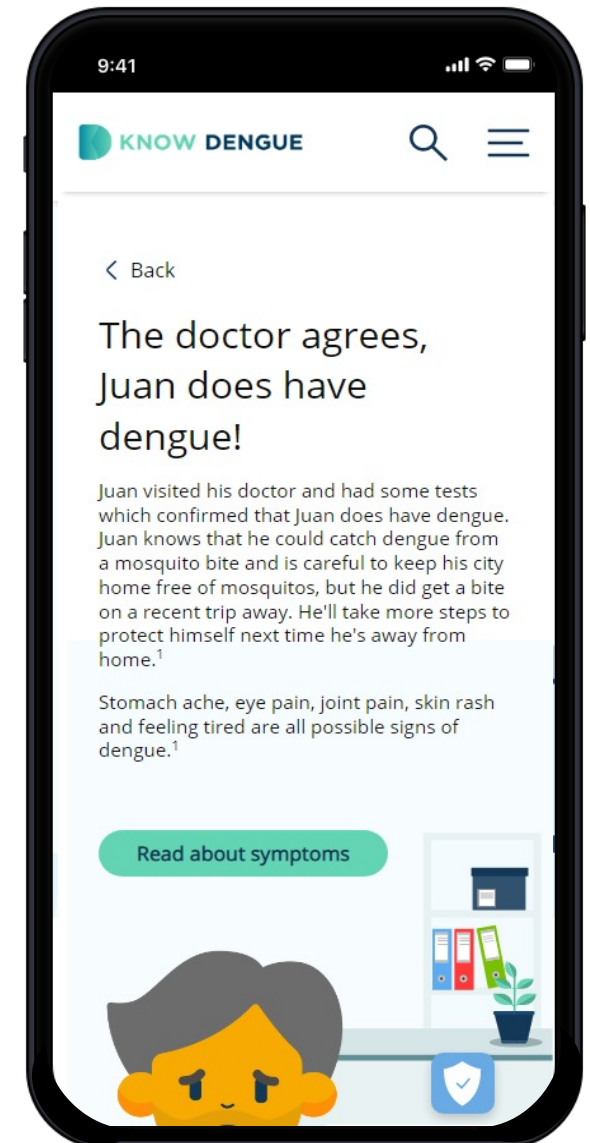 9:41
KNOW DENGUE
Back
The doctor agrees,
Juan does have
dengue!
Juan visited his doctor and had some tests
which confirmed that Juan does have dengue.
Juan knows that he could catch dengue from
a mosquito bite and is careful to keep his city
home free of mosquitos, but he did get a bite
on a recent trip away. He'll take more steps to
protect himself next time he's away from
home.¹
Stomach ache, eye pain, joint pain, skin rash
and feeling tired are all possible signs of
dengue.¹
Read about symptoms